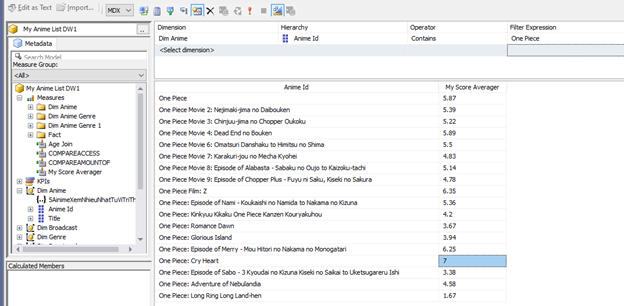 Edit as Text
Import...
MDX
My Anime List DW1
..
Metadata
Search Model
Measure Group:
<All>
My Anime List DW1
Measures
Dim Anime
Dim Anime Genre
Dim Anime Genre 1
Fact
Age Join
COMPAREACCESS
COMPAREAMOUNTOF
My Score Averager
KPIs
Dim Anime
Anime Id
Title
Dim Broadcast
Dim Genre
Calculated Members
Dimension Hierarchy Operator Filter Expression
Dim Anime Anime Id Contains One Piece
<Select dimension>
Anime Id My Score Averager
One Piece 5.87
One Piece Movie 2: Nejimaki-jima no Daibouken 5.39
One Piece Movie 3: Chinjuu-jima no Chopper Oukoku 5.22
One Piece Movie 4: Dead End no Bouken 5.89
One Piece Movie 6: Omatsuri Danshaku to Himitsu no Shima 5.5
One Piece Movie 7: Karakuri-jou no Mecha Kyohei 4.83
One Piece Movie 8: Episode of Alabasta - Sabaku no Oujo to Kaizoku-tachi 5.14
One Piece Movie 9: Episode of Chopper Plus - Fuyu ni Saku, Kiseki no Sakura 4.78
One Piece Film: Z 6.35
One Piece: Episode of Nami - Koukaishi no Namida to Nakama no Kizuna 5.36
One Piece: Kinkyuu Kikaku One Piece Kanzen Kouryakuhou 4.2
One Piece: Romance Dawn 3.67
One Piece: Glorious Island 3.94
One Piece: Episode of Merry - Mou Hitori no Nakama no Monogatari 6.25
One Piece: Cry Heart 7
One Piece: Episode of Sabo - 3 Kyoudai no Kizuna Kiseki no Saikai to Uketsugareru Ishi 3.38
One Piece: Adventure of Nebulandia 4.58
One Piece: Long Ring Long Land-hen 1.67